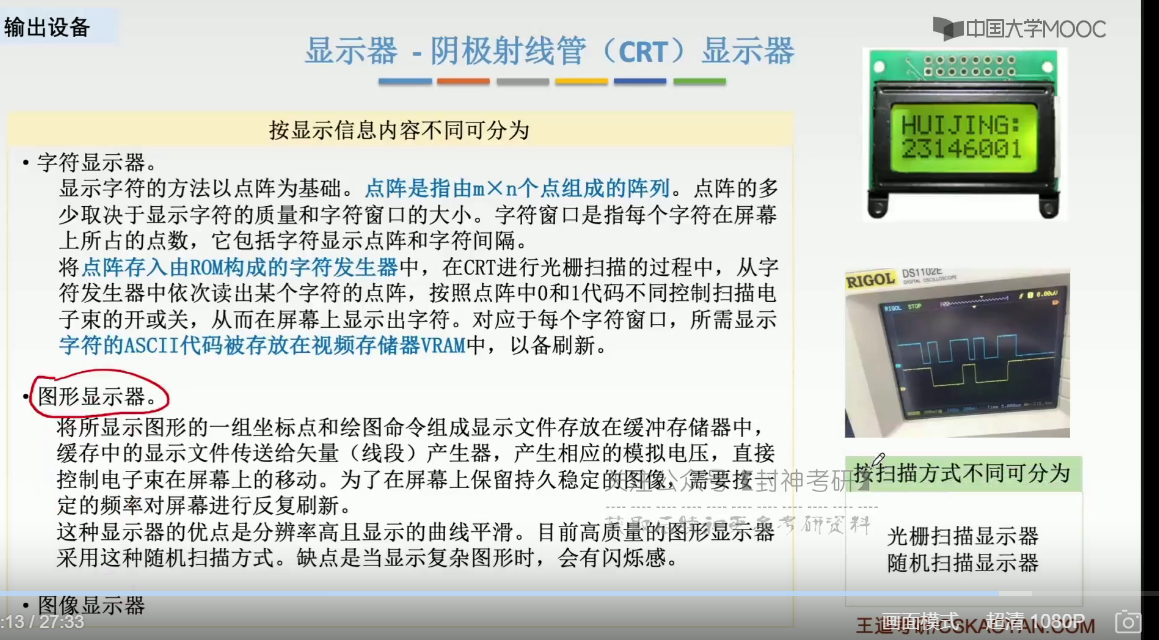 输出设备
中国大学MOOC
显示器 - 阴极射线管（CRT）显示器
按显示信息内容不同可分为
• 字符显示器。
显示字符的方法以点阵为基础。点阵是指由m×n个点组成的阵列。点阵的多
少取决于显示字符的质量和字符窗口的大小。字符窗口是指每个字符在屏幕
上所占的点数，它包括字符显示点阵和字符间隔。
将点阵存入由ROM构成的字符发生器中，在CRT进行光栅扫描的过程中，从字
符发生器中依次读出某个字符的点阵，按照点阵中0和1代码不同控制扫描电
子束的开或关，从而在屏幕上显示出字符。对应于每个字符窗口，所需显示
字符的ASCII代码被存放在视频存储器VRAM中，以备刷新。
• 图形显示器。
将所显示图形的一组坐标点和绘图命令组成显示文件存放在缓冲存储器中，
缓存中的显示文件传送给矢量（线段）产生器，产生相应的模拟电压，直接
控制电子束在屏幕上的移动。为了在屏幕上保留持久稳定的图像，需要按一
定的频率对屏幕进行反复刷新。
这种显示器的优点是分辨率高且显示的曲线平滑。目前高质量的图形显示器
采用这种随机扫描方式。缺点是当显示复杂图形时，会有闪烁感。
• 图像显示器
HUIJING:
23146001
RIGOL DS1102E
DIGITAL OSCILLOSCOPE
RIGOL STOP
关注公众号【封神考研】
按扫描方式不同可分为
光栅扫描显示器
随机扫描显示器
:13 / 27:33
画面模式
超清 1080P
王道考研/CSKAOYAN.COM